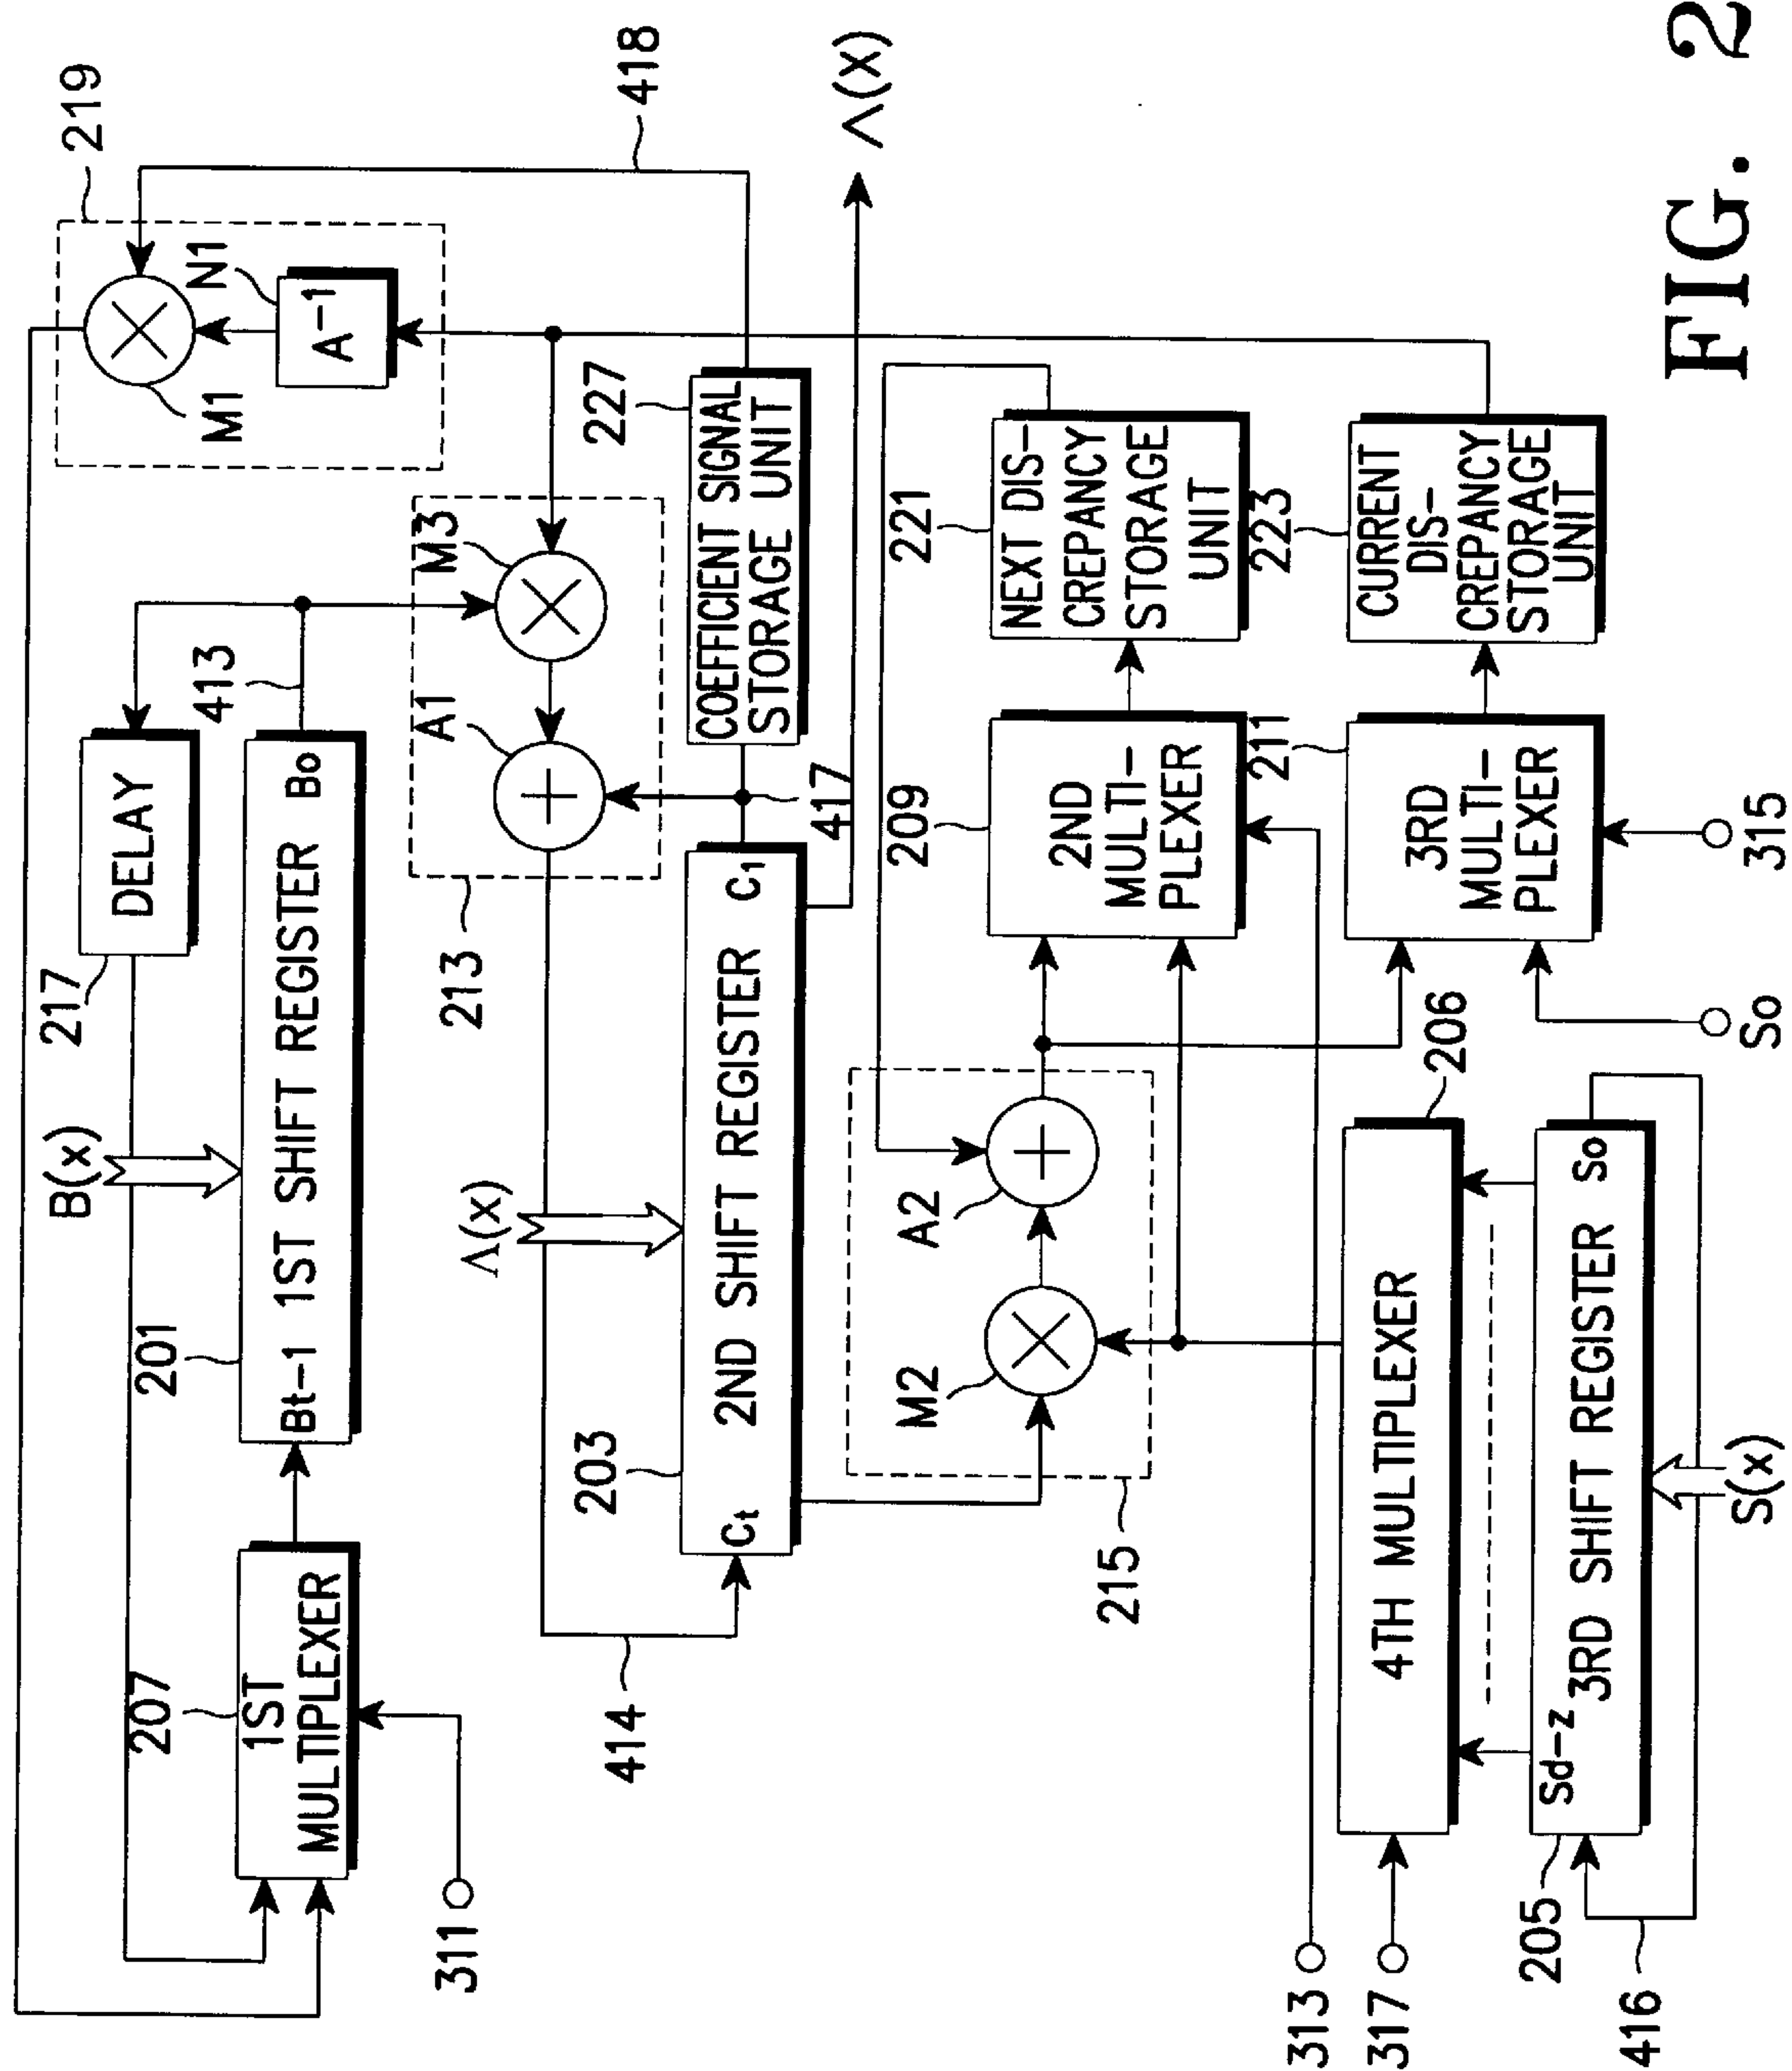 219
418
N1
M1
A⁻¹
217
DELAY
413
B(x)
201
Bt-1 1ST SHIFT REGISTER Bo
207
1ST
MULTIPLEXER
311
M3
A1
213
227
COEFFICIENT SIGNAL
STORAGE UNIT
Λ(x)
Λ(x)
203
Ct 2ND SHIFT REGISTER C1
417
414
221
NEXT DIS-
CREPANCY
STORAGE
UNIT
223
CURRENT
DIS-
CREPANCY
STORAGE
UNIT
209
2ND
MULTI-
PLEXER
211
3RD
MULTI-
PLEXER
315
So
A2
M2
215
206
4TH MULTIPLEXER
Sd-z 3RD SHIFT REGISTER So
205
S(x)
416
313
317
FIG. 2